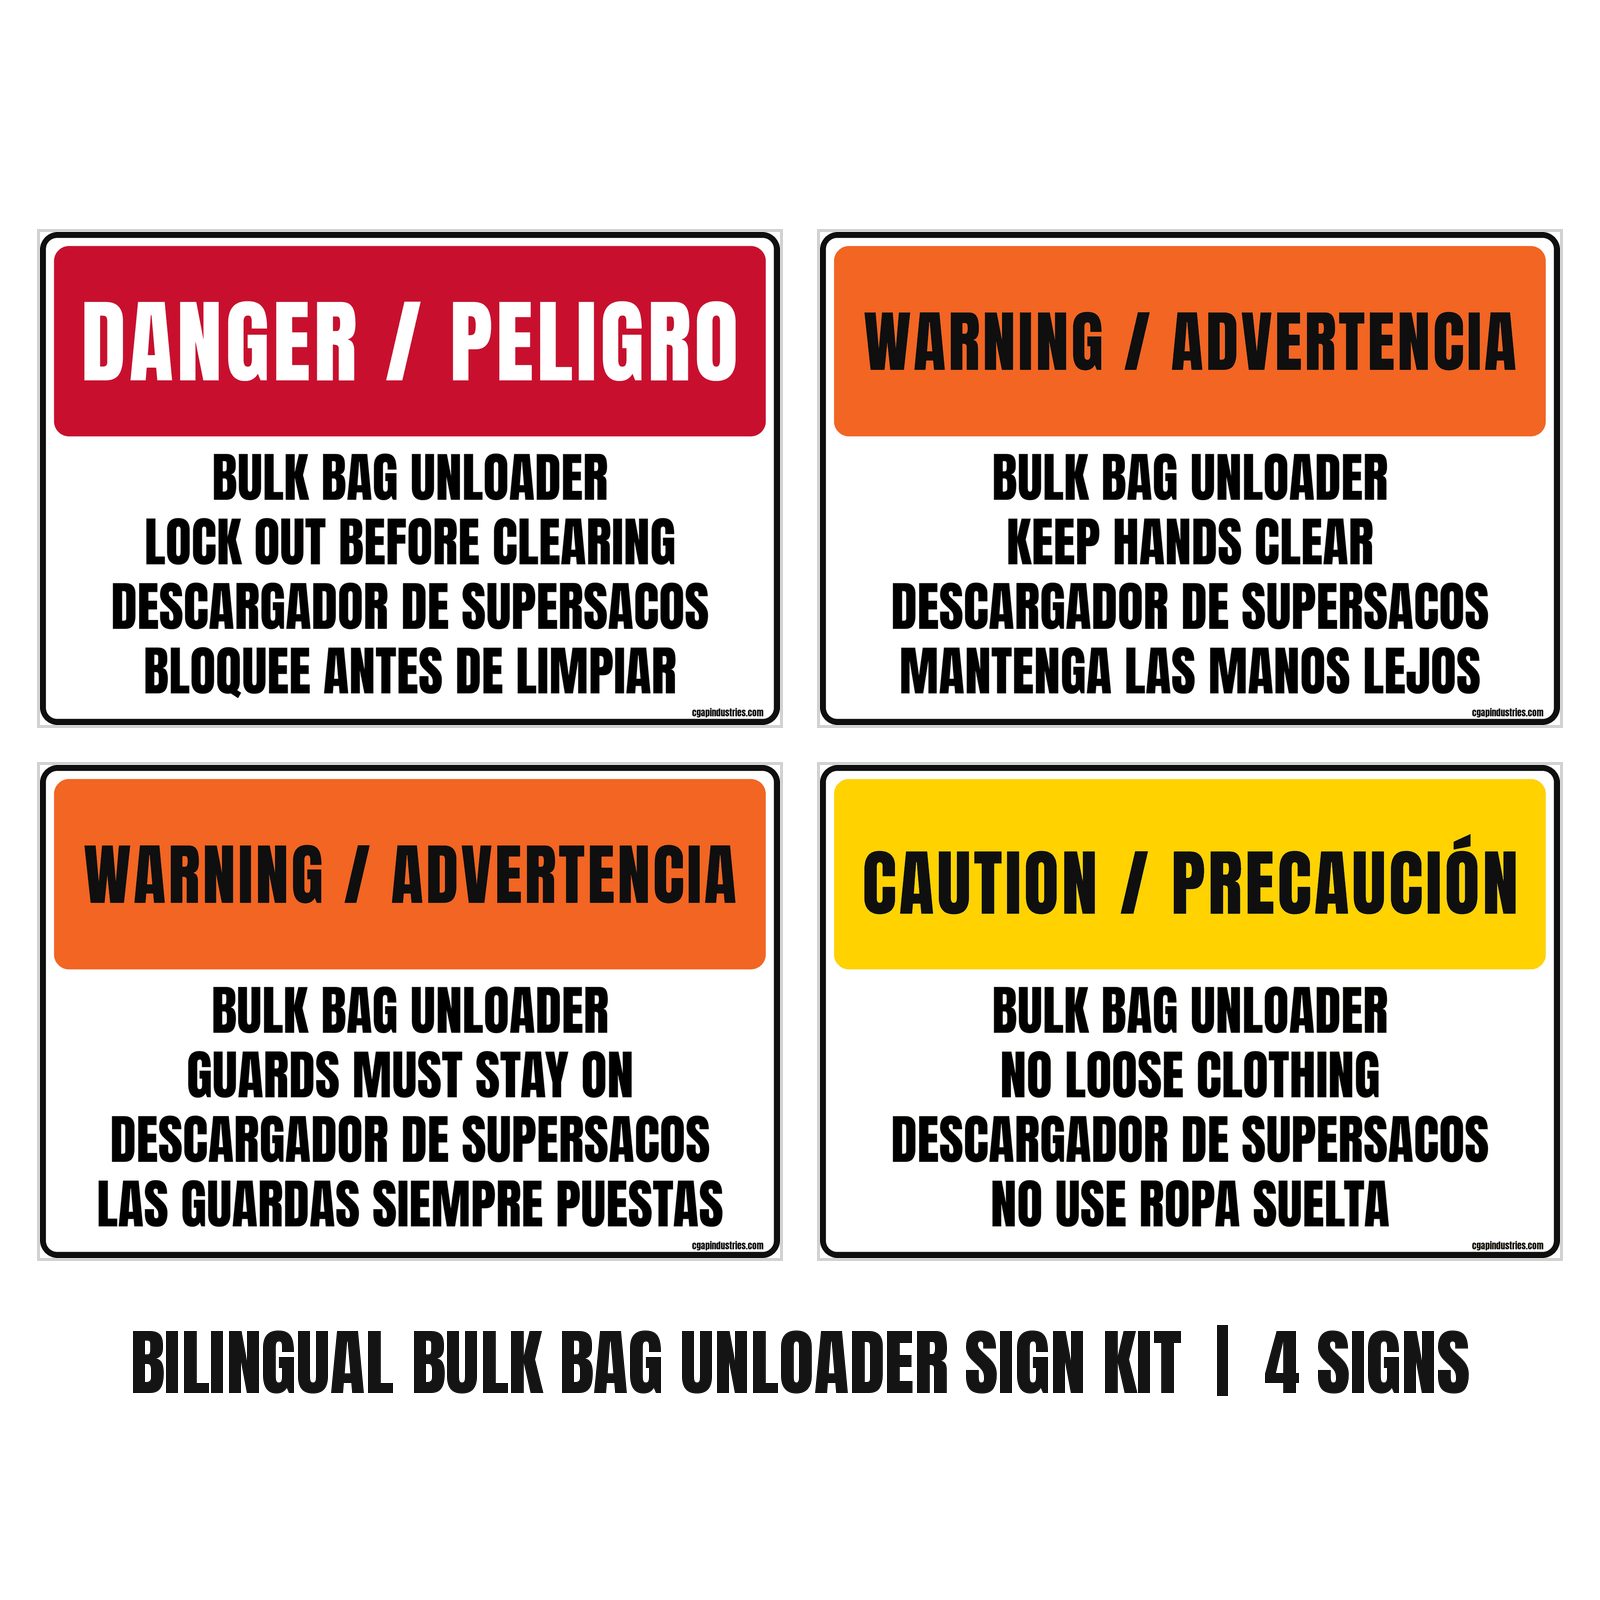 DANGER / PELIGRO
BULK BAG UNLOADER
LOCK OUT BEFORE CLEARING
DESCARGADOR DE SUPERSACOS
BLOQUEE ANTES DE LIMPIAR
cgapindustries.com
WARNING / ADVERTENCIA
BULK BAG UNLOADER
KEEP HANDS CLEAR
DESCARGADOR DE SUPERSACOS
MANTENGA LAS MANOS LEJOS
cgapindustries.com
WARNING / ADVERTENCIA
BULK BAG UNLOADER
GUARDS MUST STAY ON
DESCARGADOR DE SUPERSACOS
LAS GUARDAS SIEMPRE PUESTAS
cgapindustries.com
CAUTION / PRECAUCIÓN
BULK BAG UNLOADER
NO LOOSE CLOTHING
DESCARGADOR DE SUPERSACOS
NO USE ROPA SUELTA
cgapindustries.com
BILINGUAL BULK BAG UNLOADER SIGN KIT | 4 SIGNS